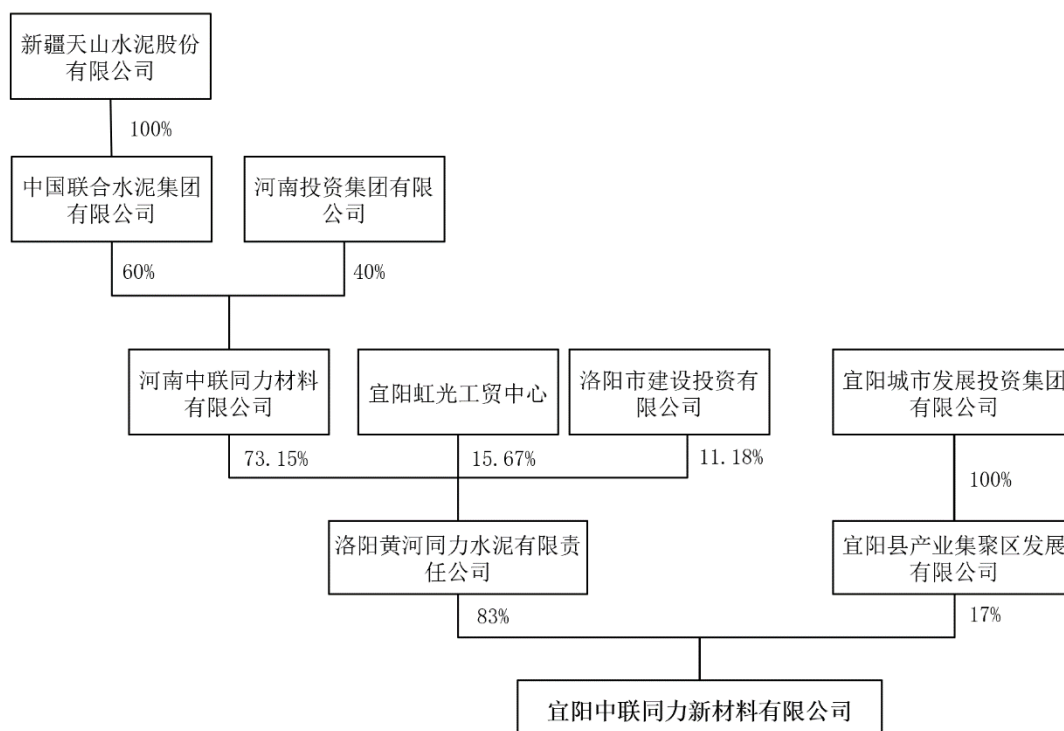 新疆天山水泥股份
有限公司
100%
中国联合水泥集团
有限公司
河南投资集团有限
公司
60%
40%
河南中联同力材料
有限公司
宜阳虹光工贸中心
洛阳市建设投资有
限公司
宜阳城市发展投资集团
有限公司
73.15%
15.67%
11.18%
100%
洛阳黄河同力水泥有限责
任公司
宜阳县产业集聚区发展
有限公司
83%
17%
宜阳中联同力新材料有限公司